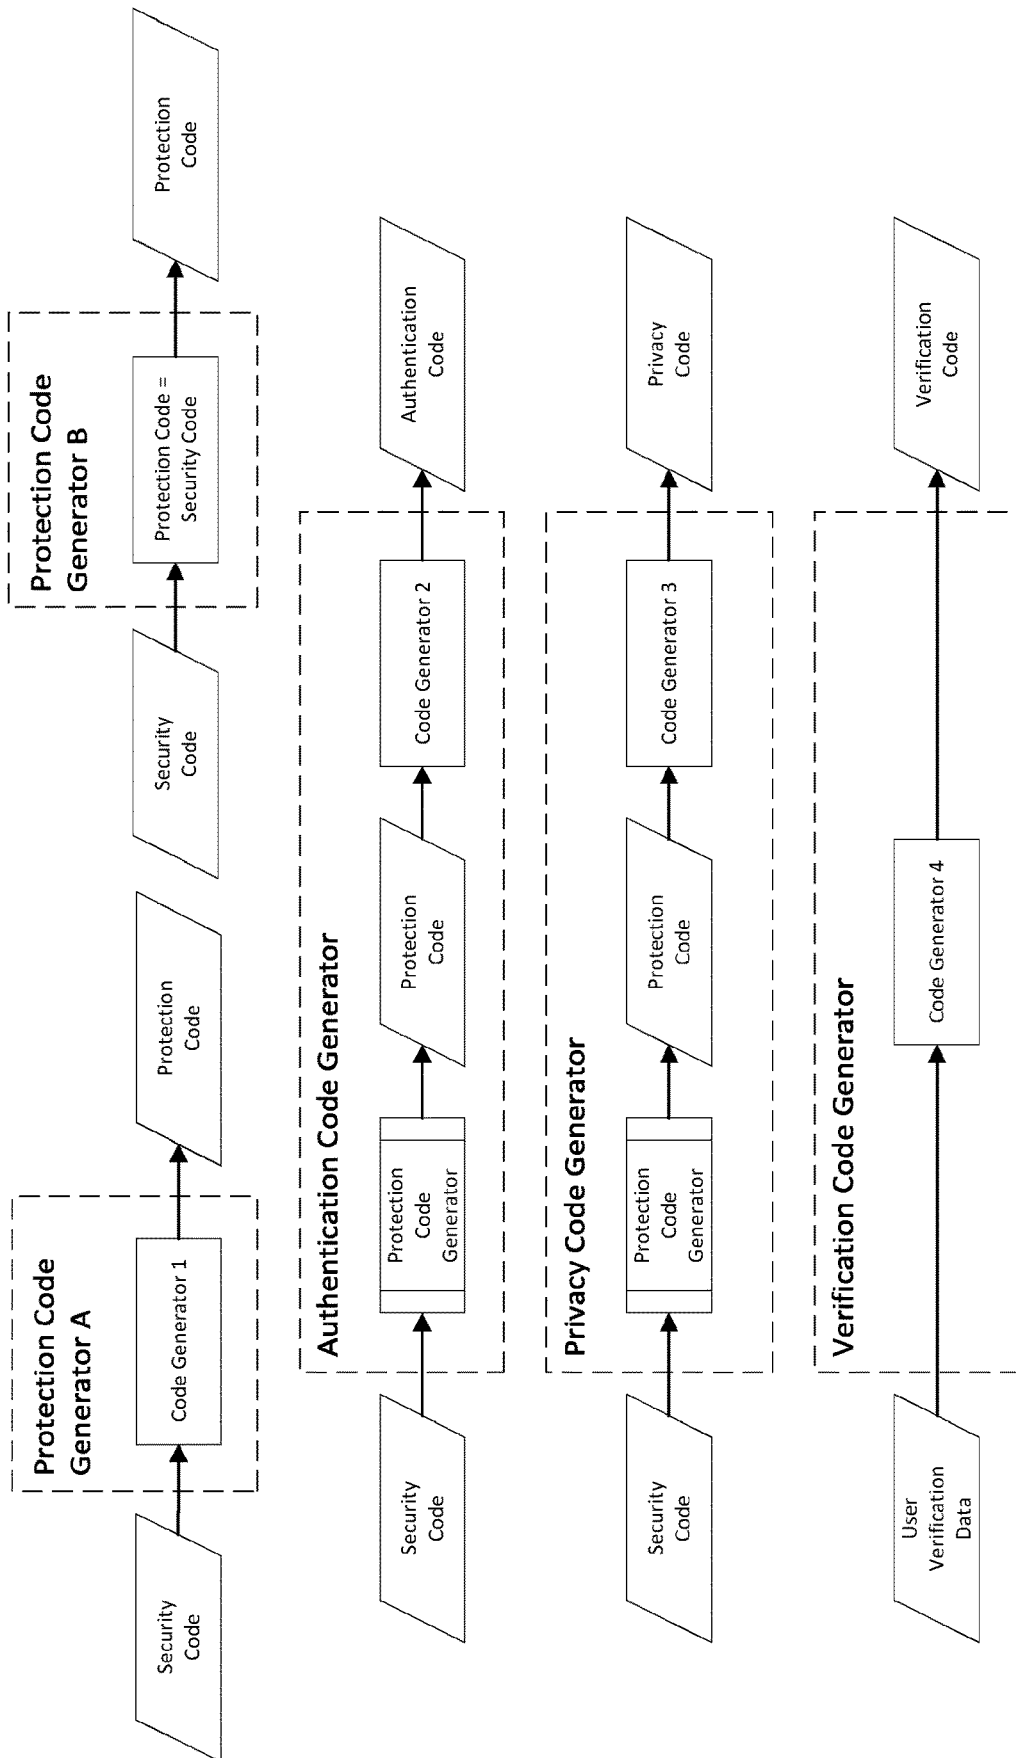 Protection Code
Generator A
Security
Code
Code Generator 1
Protection
Code
Protection Code
Generator B
Security
Code
Protection Code =
Security Code
Protection
Code
Authentication Code Generator
Security
Code
Protection
Code
Generator
Protection
Code
Code Generator 2
Authentication
Code
Privacy Code Generator
Security
Code
Protection
Code
Generator
Protection
Code
Code Generator 3
Privacy
Code
Verification Code Generator
User
Verification
Data
Code Generator 4
Verification
Code